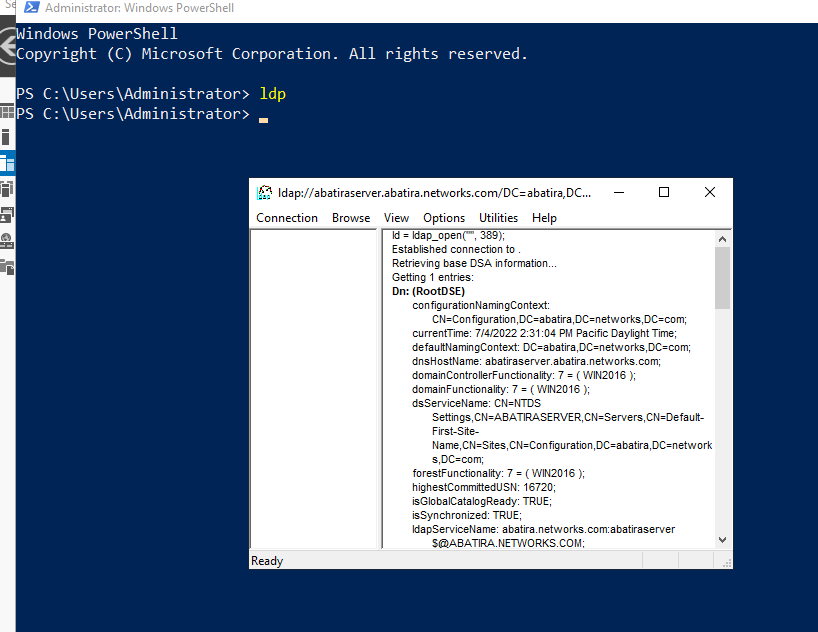 Se
Administrator: Windows PowerShell
Windows PowerShell
Copyright (C) Microsoft Corporation. All rights reserved.
PS C:\Users\Administrator> ldp
PS C:\Users\Administrator>
ldap://abatiraserver.abatira.networks.com/DC=abatira,DC...
Connection Browse View Options Utilities Help
ld = ldap_open("", 389);
Established connection to .
Retrieving base DSA information...
Getting 1 entries:
Dn: (RootDSE)
configurationNamingContext:
CN=Configuration,DC=abatira,DC=networks,DC=com;
currentTime: 7/4/2022 2:31:04 PM Pacific Daylight Time;
defaultNamingContext: DC=abatira,DC=networks,DC=com;
dnsHostName: abatiraserver.abatira.networks.com;
domainControllerFunctionality: 7 = ( WIN2016 );
domainFunctionality: 7 = ( WIN2016 );
dsServiceName: CN=NTDS
Settings,CN=ABATIRASERVER,CN=Servers,CN=Default-
First-Site-
Name,CN=Sites,CN=Configuration,DC=abatira,DC=network
s,DC=com;
forestFunctionality: 7 = ( WIN2016 );
highestCommittedUSN: 16720;
isGlobalCatalogReady: TRUE;
isSynchronized: TRUE;
ldapServiceName: abatira.networks.com:abatiraserver
$@ABATIRA.NETWORKS.COM;
Ready